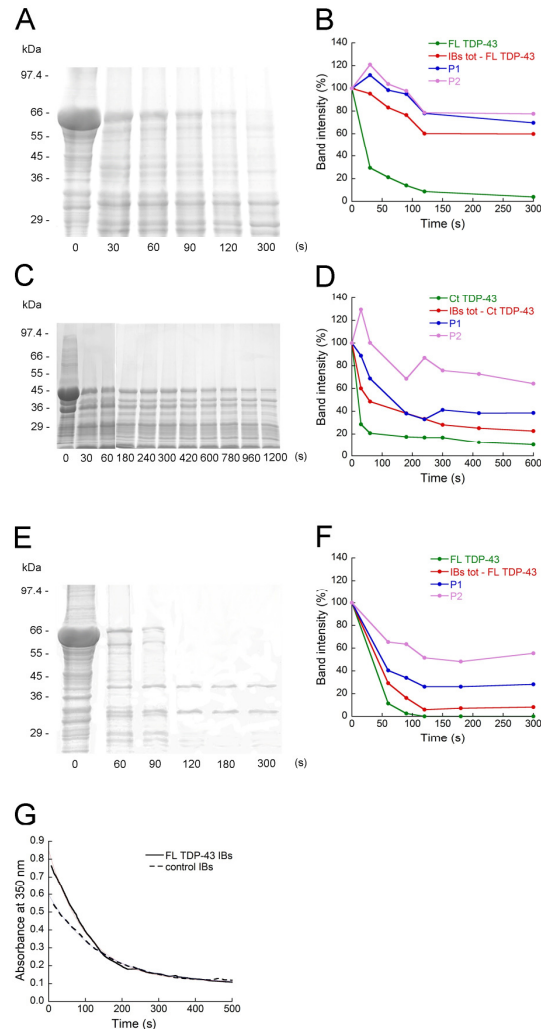 A
kDa
97.4 -
66 -
55 -
45 -
36 -
29 -
0 30 60 90 120 300 (s)
B
FL TDP-43
IBs tot - FL TDP-43
P1
P2
Band intensity (%)
140
120
100
80
60
40
20
0
0 50 100 150 200 250 300
Time (s)
C
kDa
97.4 -
66 -
55 -
45 -
36 -
29 -
0 30 60 180 240 300 420 600 780 960 1200 (s)
D
Ct TDP-43
IBs tot - Ct TDP-43
P1
P2
Band intensity (%)
140
120
100
80
60
40
20
0
0 100 200 300 400 500 600
Time (s)
E
kDa
97.4 -
66 -
55 -
45 -
36 -
29 -
0 60 90 120 180 300 (s)
F
FL TDP-43
IBs tot - FL TDP-43
P1
P2
Band intensity (%)
140
120
100
80
60
40
20
0
0 50 100 150 200 250 300
Time (s)
G
FL TDP-43 IBs
control IBs
Absorbance at 350 nm
0.9
0.8
0.7
0.6
0.5
0.4
0.3
0.2
0.1
0.0
0 100 200 300 400 500
Time (s)